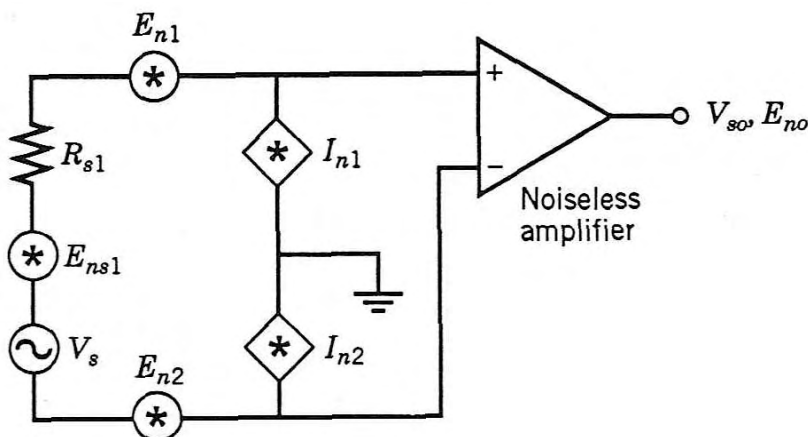 E_{n1}
+
V_{so}, E_{no}
R_{s1}
I_{n1}
−
Noiseless
amplifier
E_{ns1}
V_s
I_{n2}
E_{n2}